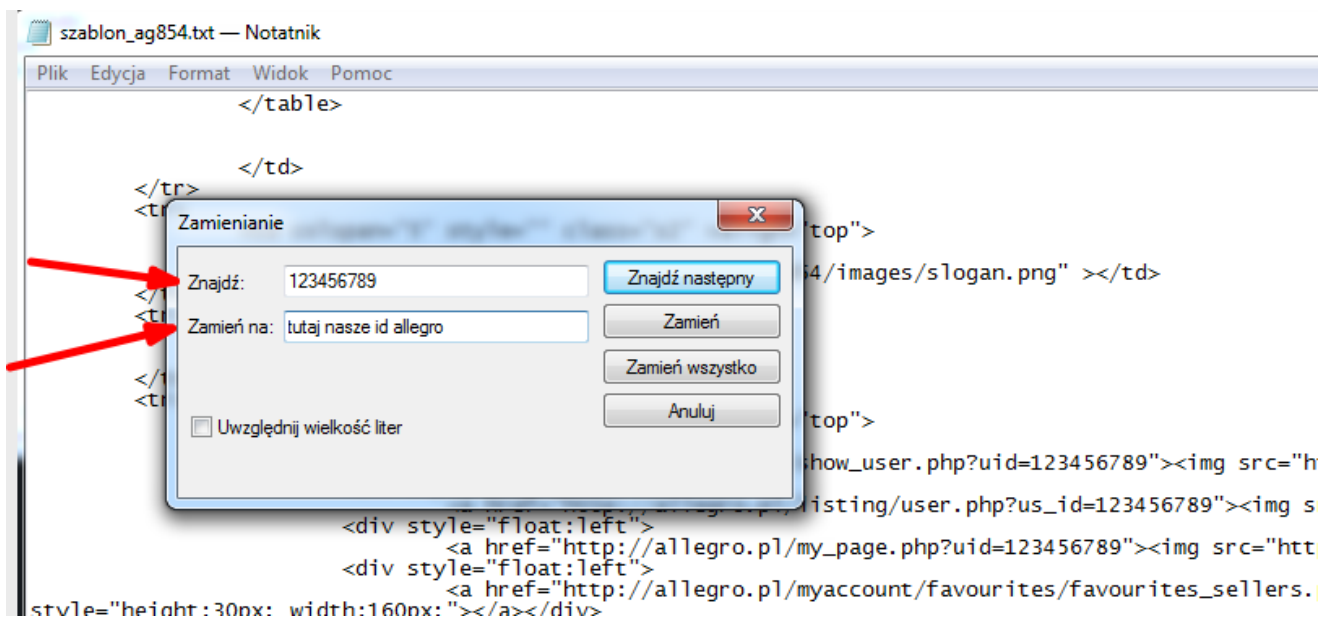 szablon_ag854.txt — Notatnik
Plik Edycja Format Widok Pomoc
</table>
</td>
</tr>
<tr
Zamienianie
top">
Znajdź: 123456789 Znajdź następny
4/images/slogan.png" ></td>
Zamień na: tutaj nasze id allegro Zamień
Zamień wszystko
<tr
Anuluj
Uwzględnij wielkość liter
top">
show_user.php?uid=123456789"><img src="h
/listing/user.php?us_id=123456789"><img s
<div style="float:left">
<a href="http://allegro.pl/my_page.php?uid=123456789"><img src="htt
<div style="float:left">
<a href="http://allegro.pl/myaccount/favourites/favourites_sellers.
style="height:30px; width:160px;"></a></div>